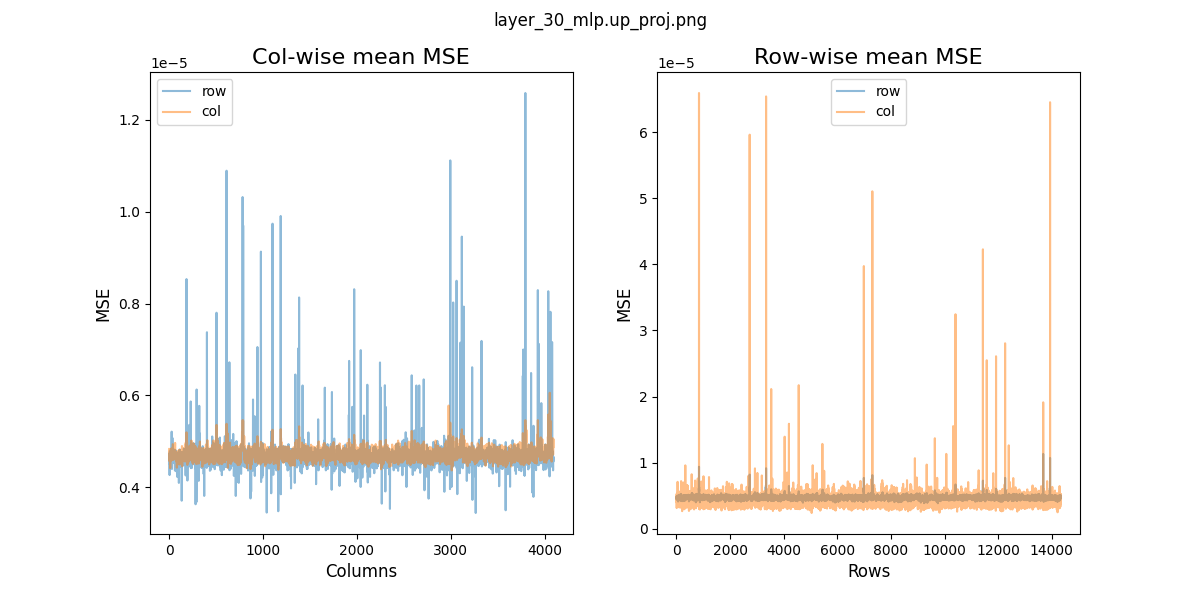 layer_30_mlp.up_proj.png
Col-wise mean MSE
1e−5
row
col
MSE
1.2
1.0
0.8
0.6
0.4
0
1000
2000
3000
4000
Columns
Row-wise mean MSE
1e−5
row
col
MSE
6
5
4
3
2
1
0
0
2000
4000
6000
8000
10000
12000
14000
Rows